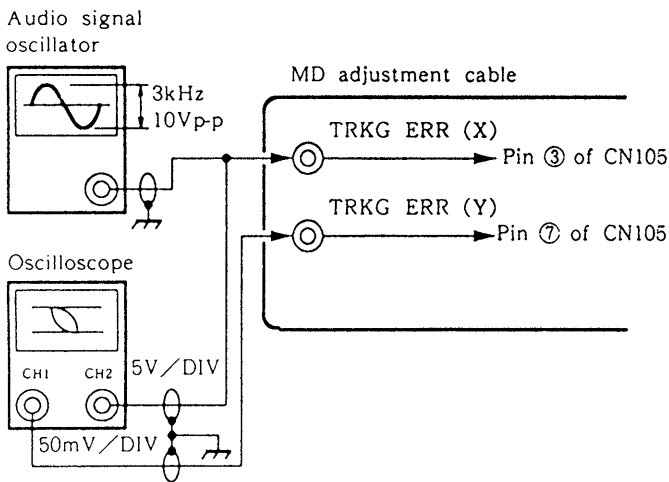 Audio signal
oscillator
3kHz
10Vp-p
MD adjustment cable
TRKG ERR (X)
Pin ③ of CN105
TRKG ERR (Y)
Pin ⑦ of CN105
Oscilloscope
CH1
CH2
5V/DIV
50mV/DIV